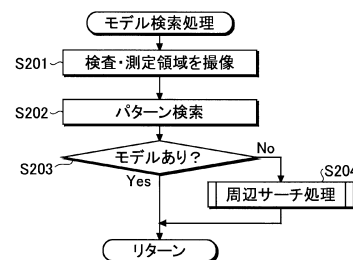 モデル検索処理
S201
検査・測定領域を撮像
S202
パターン検索
S203
モデルあり?
No
Yes
S204
周辺サーチ処理
リターン